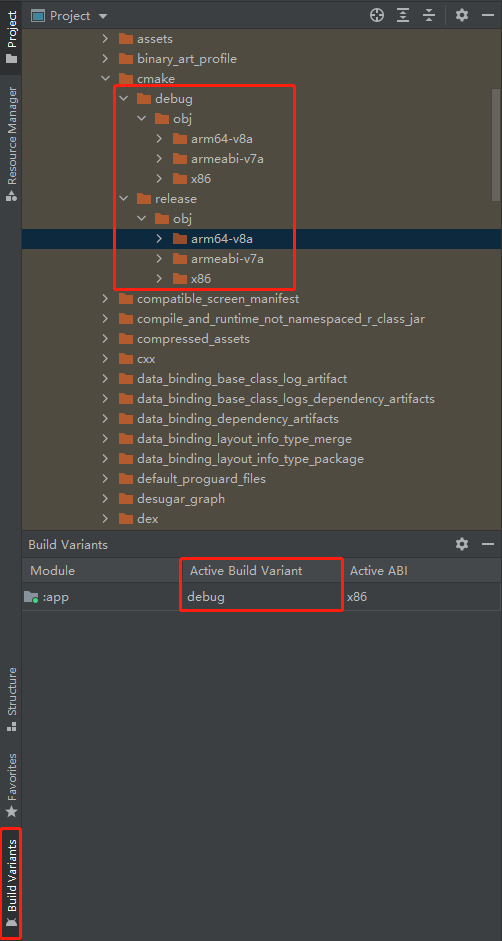 Project
Project
Resource Manager
assets
binary_art_profile
cmake
debug
obj
arm64-v8a
armeabi-v7a
x86
release
obj
arm64-v8a
armeabi-v7a
x86
compatible_screen_manifest
compile_and_runtime_not_namespaced_r_class_jar
compressed_assets
cxx
data_binding_base_class_log_artifact
data_binding_base_class_logs_dependency_artifacts
data_binding_dependency_artifacts
data_binding_layout_info_type_merge
data_binding_layout_info_type_package
default_proguard_files
desugar_graph
dex
Build Variants
Module Active Build Variant Active ABI
:app debug x86
Structure
Favorites
Build Variants